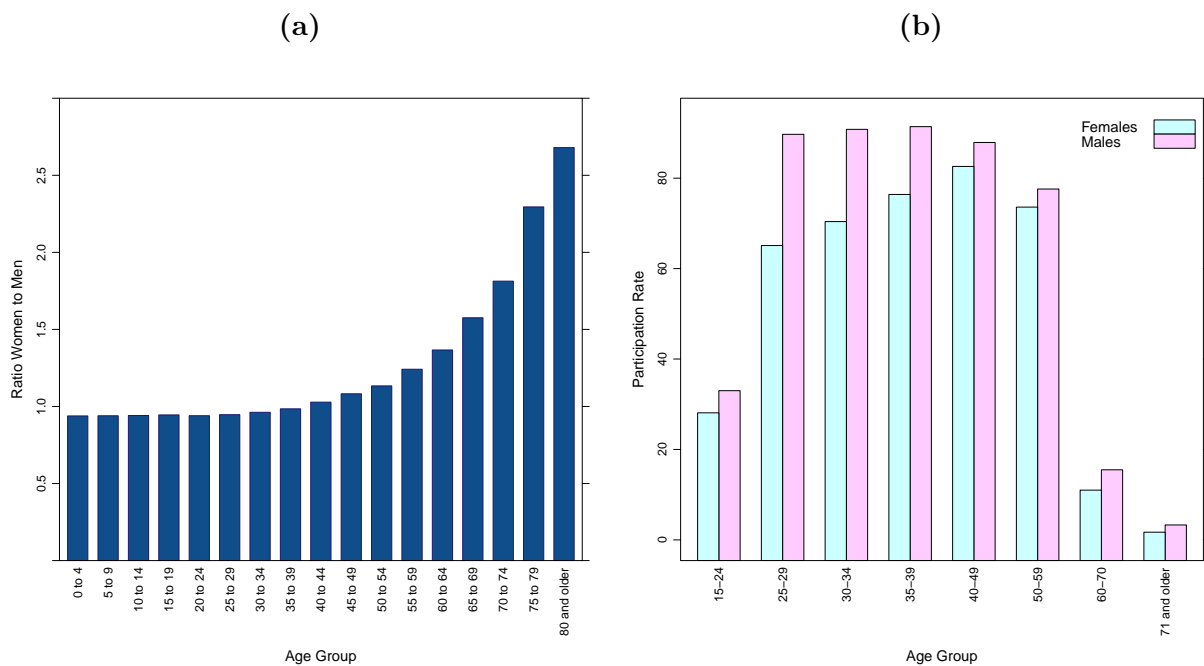 (a)
Ratio Women to Men
0.5
1.0
1.5
2.0
2.5
0 to 4
5 to 9
10 to 14
15 to 19
20 to 24
25 to 29
30 to 34
35 to 39
40 to 44
45 to 49
50 to 54
55 to 59
60 to 64
65 to 69
70 to 74
75 to 79
80 and older
Age Group
(b)
Females
Males
Participation Rate
0
20
40
60
80
15–24
25–29
30–34
35–39
40–49
50–59
60–70
71 and older
Age Group